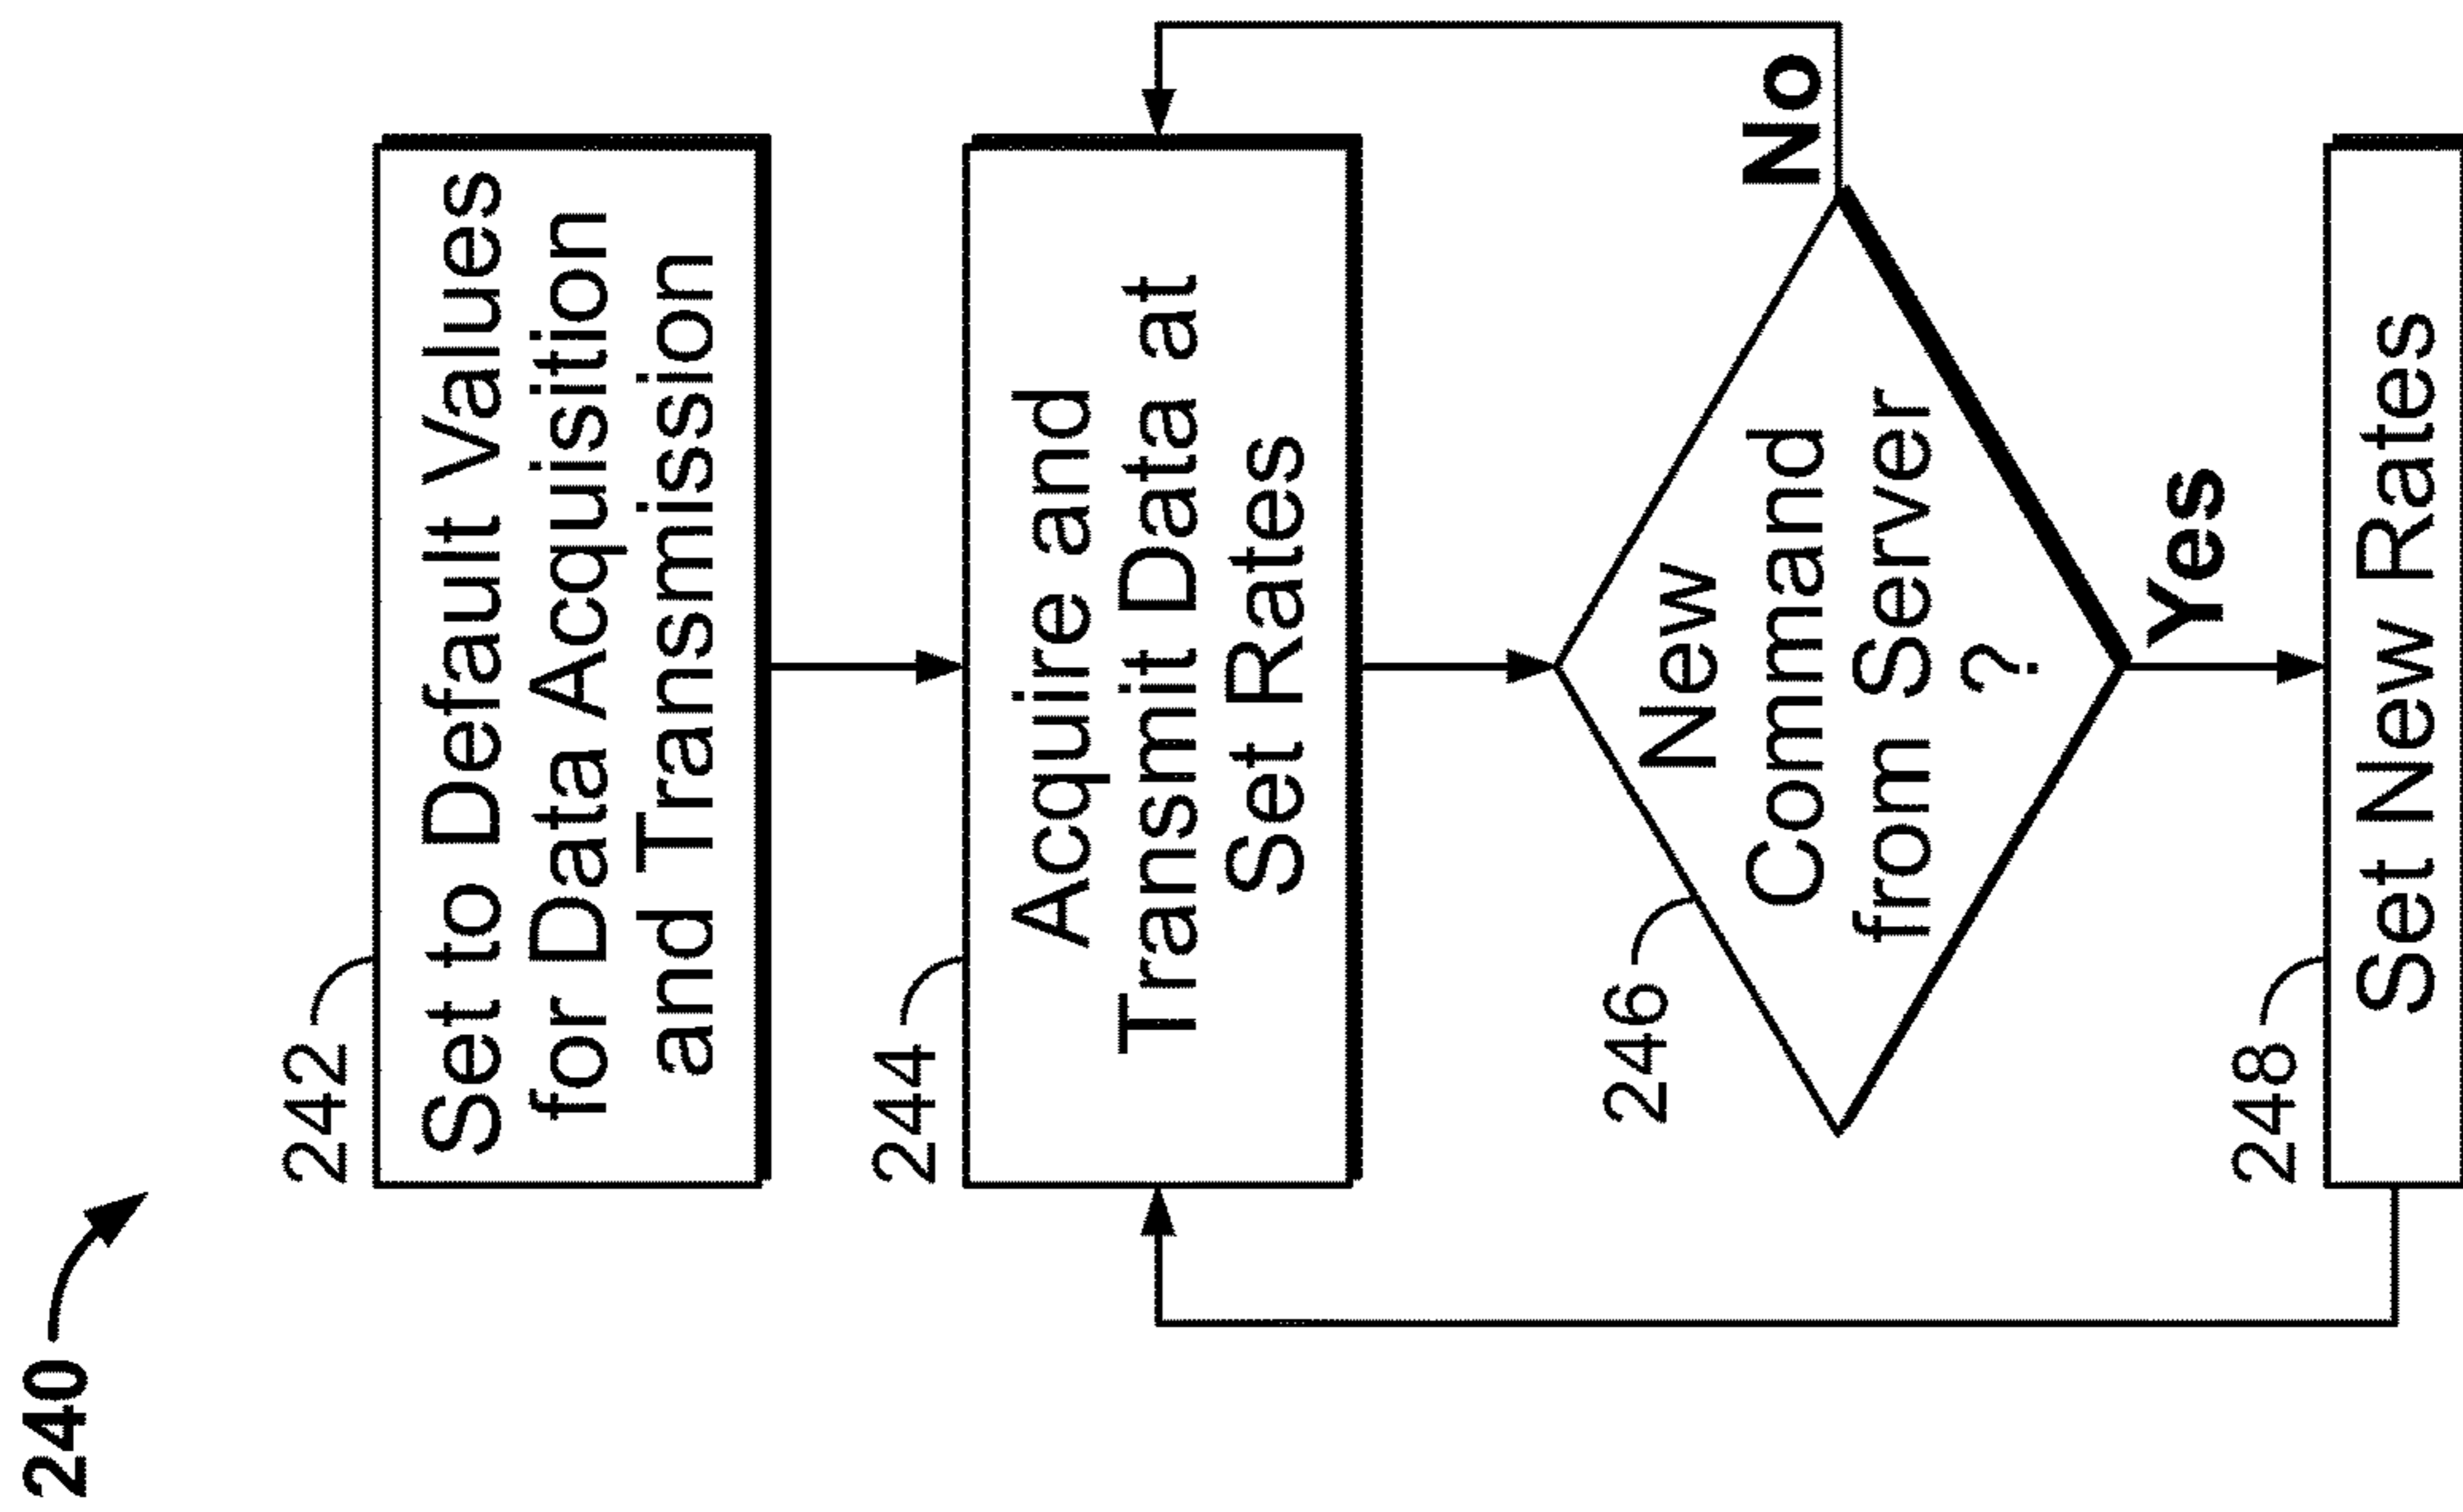 240
242
Set to Default Values
for Data Acquisition
and Transmission
244
Acquire and
Transmit Data at
Set Rates
246
New
Command
from Server
?
No
Yes
248
Set New Rates